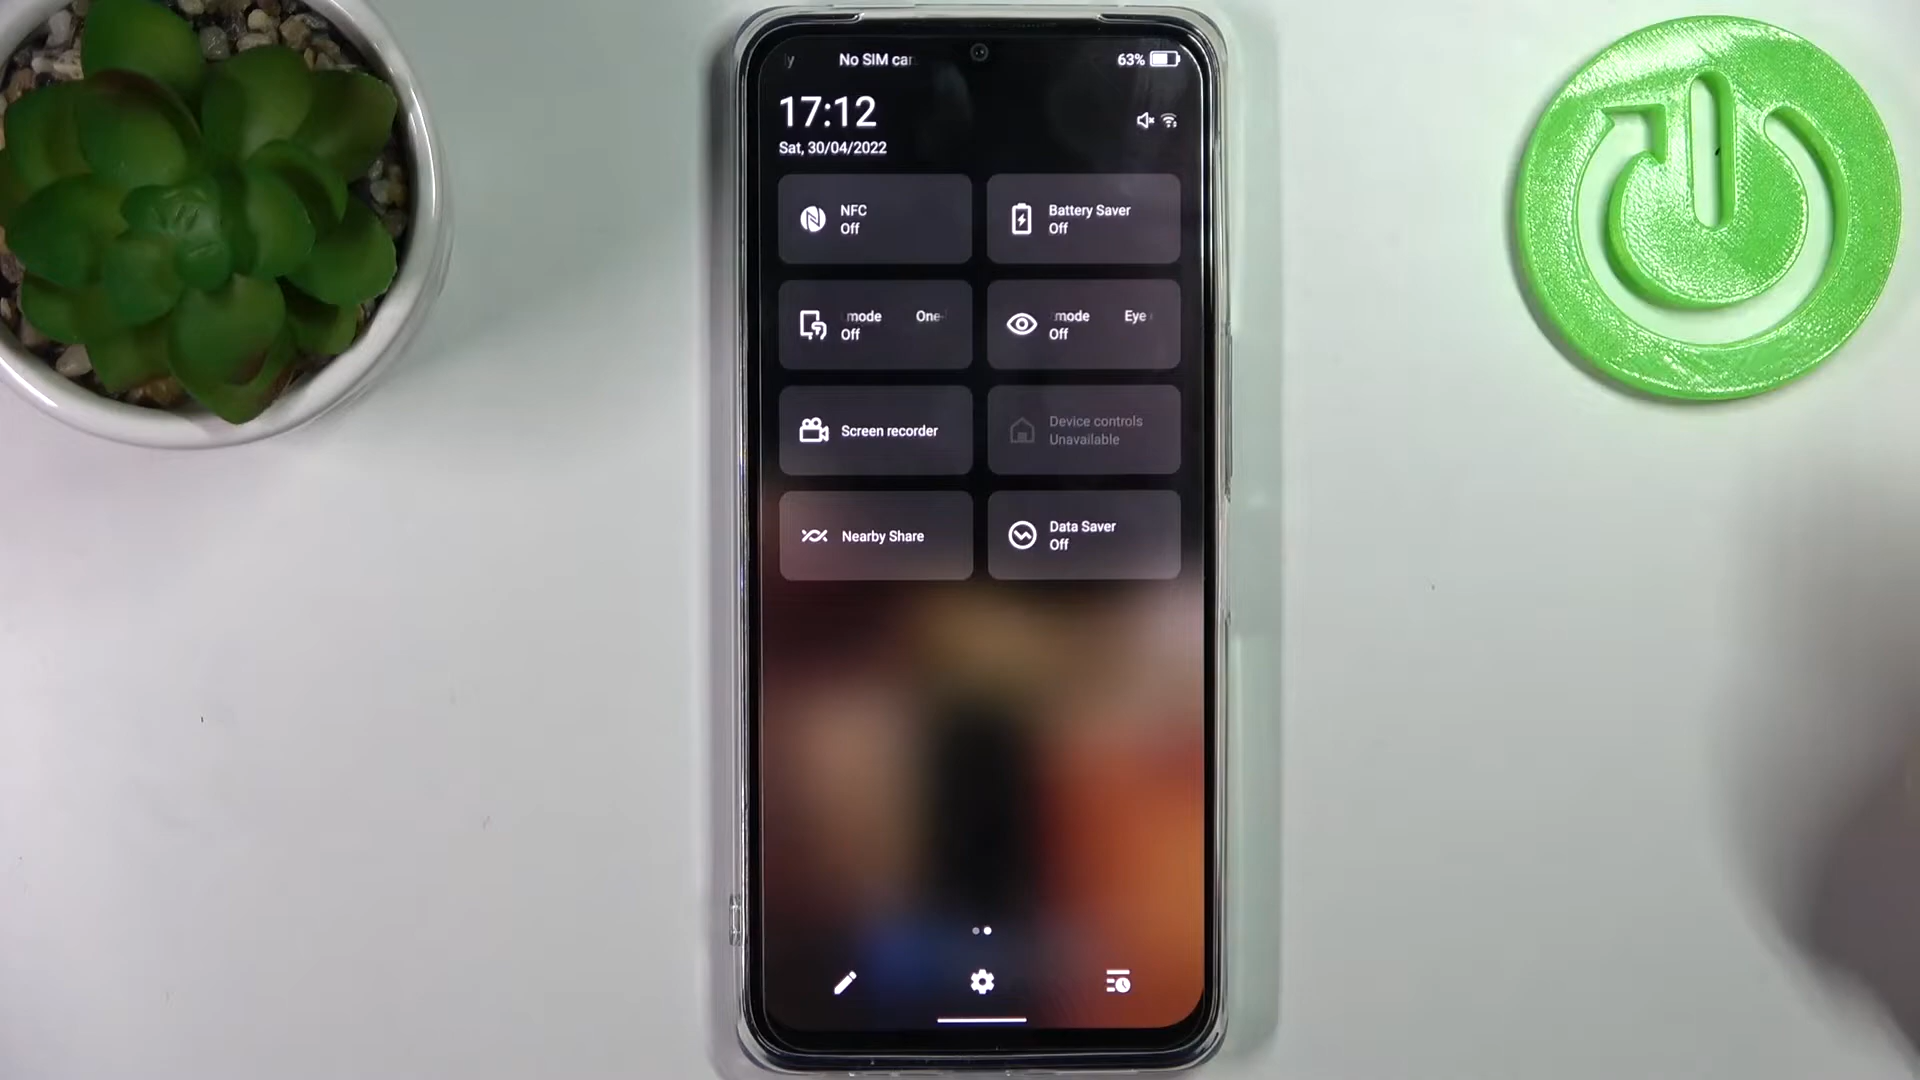 y No SIM car 63%
17:12
Sat, 30/04/2022
NFC
Off
Battery Saver
Off
mode One-
Off
mode Eye
Off
Screen recorder
Device controls
Unavailable
Nearby Share
Data Saver
Off